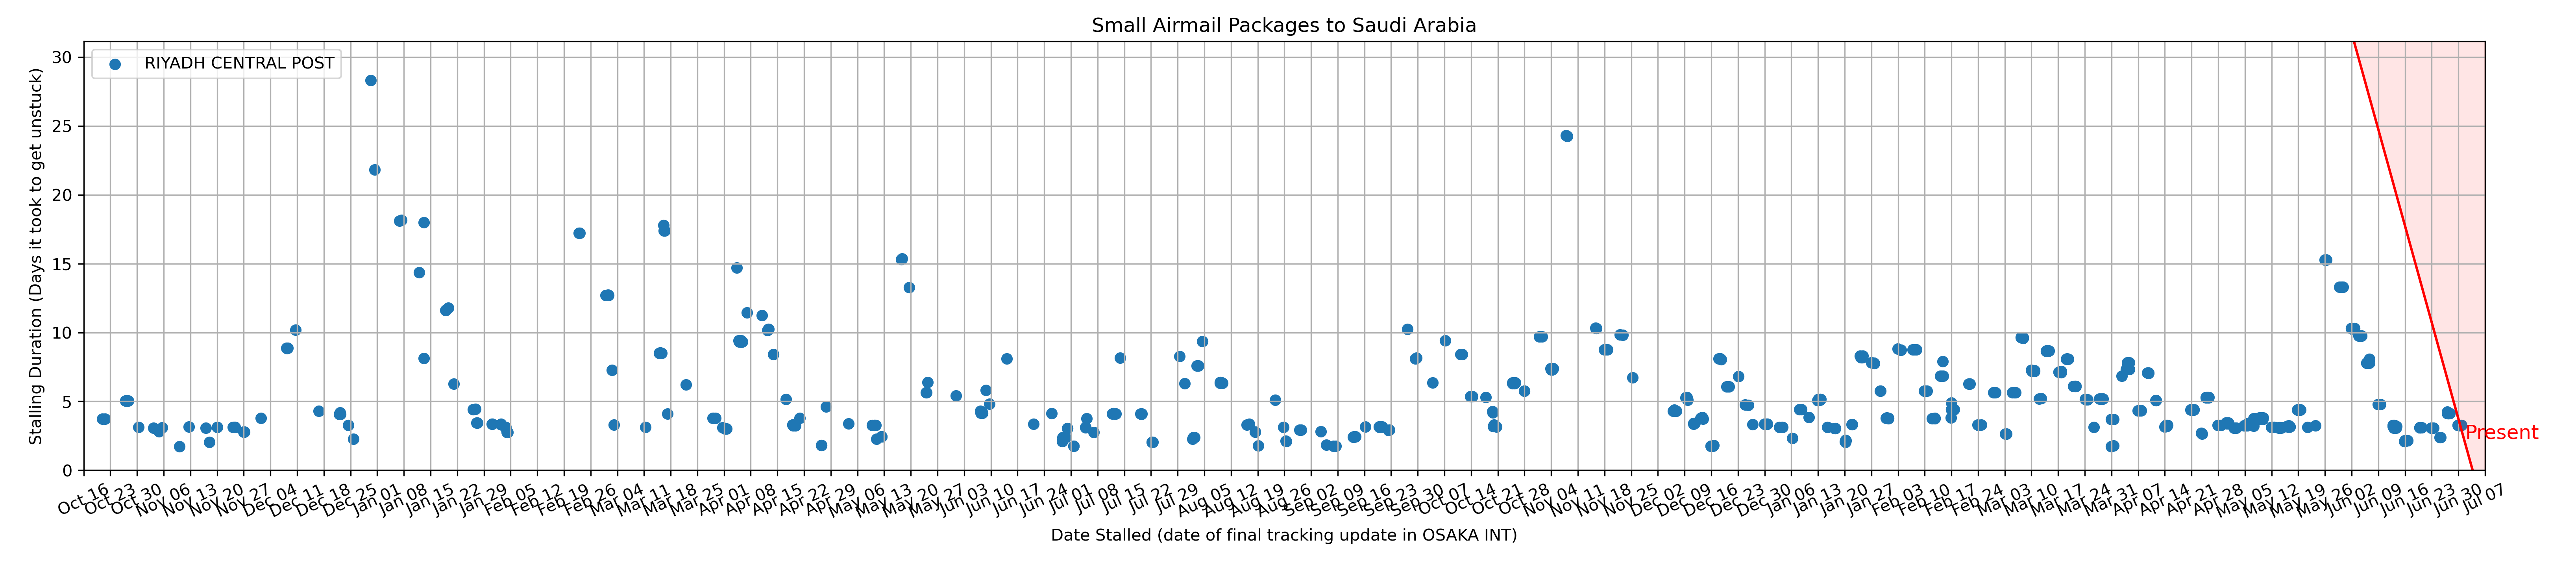 Small Airmail Packages to Saudi Arabia
RIYADH CENTRAL POST
Stalling Duration (Days it took to get unstuck)
30
25
20
15
10
5
0
Present
Oct 16
Oct 23
Oct 30
Nov 06
Nov 13
Nov 20
Nov 27
Dec 04
Dec 11
Dec 18
Dec 25
Jan 01
Jan 08
Jan 15
Jan 22
Jan 29
Feb 05
Feb 12
Feb 19
Feb 26
Mar 04
Mar 11
Mar 18
Mar 25
Apr 01
Apr 08
Apr 15
Apr 22
Apr 29
May 06
May 13
May 20
May 27
Jun 03
Jun 10
Jun 17
Jun 24
Jul 01
Jul 08
Jul 15
Jul 22
Jul 29
Aug 05
Aug 12
Aug 19
Aug 26
Sep 02
Sep 09
Sep 16
Sep 23
Sep 30
Oct 07
Oct 14
Oct 21
Oct 28
Nov 04
Nov 11
Nov 18
Nov 25
Dec 02
Dec 09
Dec 16
Dec 23
Dec 30
Jan 06
Jan 13
Jan 20
Jan 27
Feb 03
Feb 10
Feb 17
Feb 24
Mar 03
Mar 10
Mar 17
Mar 24
Mar 31
Apr 07
Apr 14
Apr 21
Apr 28
May 05
May 12
May 19
May 26
Jun 02
Jun 09
Jun 16
Jun 23
Jun 30
Jul 07
Date Stalled (date of final tracking update in OSAKA INT)